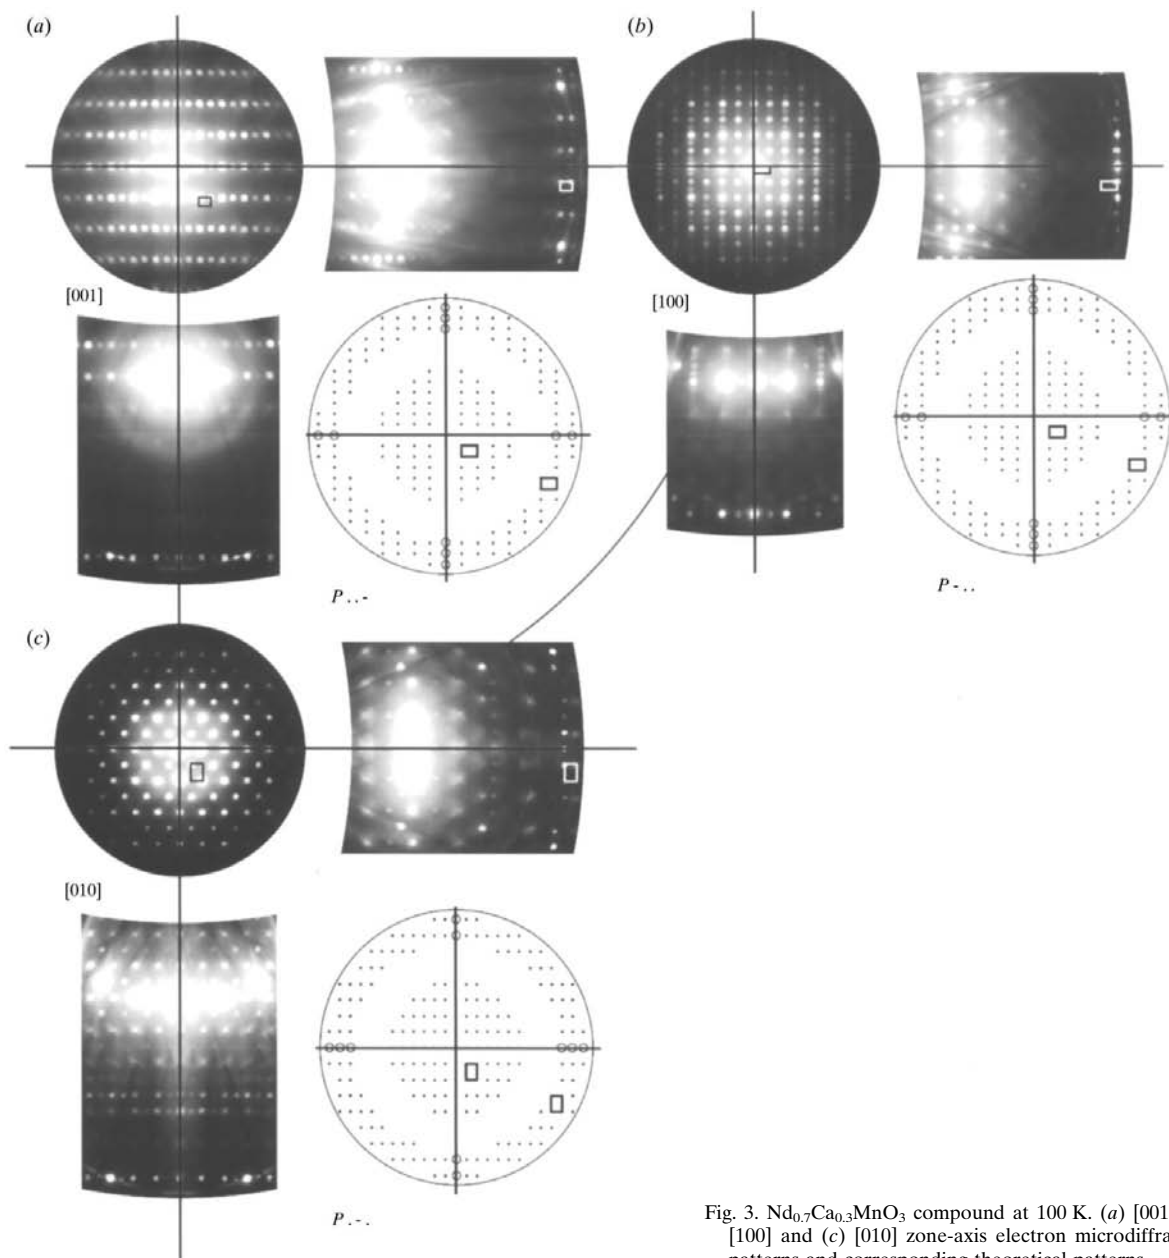 (a)
(b)
[001]
[100]
P . . -
P - . .
(c)
[010]
P . - .
Fig. 3. Nd₀.₇Ca₀.₃MnO₃ compound at 100 K. (a) [001
[100] and (c) [010] zone-axis electron microdiffra
patterns and corresponding theoretical patterns